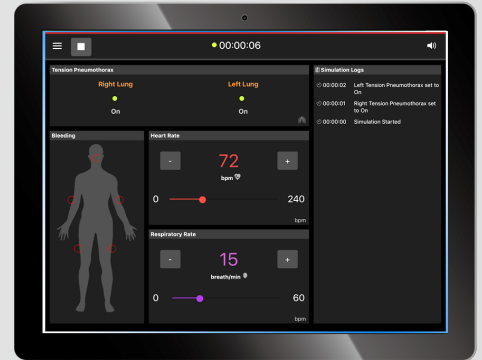 00:00:06
Tension Pneumothorax
Right Lung
Left Lung
On
On
Simulation Logs
00:00:02 Left Tension Pneumothorax set to
On
00:00:01 Right Tension Pneumothorax set
to On
00:00:00 Simulation Started
Bleeding
Heart Rate
-
72
+
bpm
0
240
bpm
Respiratory Rate
-
15
+
breath/min
0
60
bpm